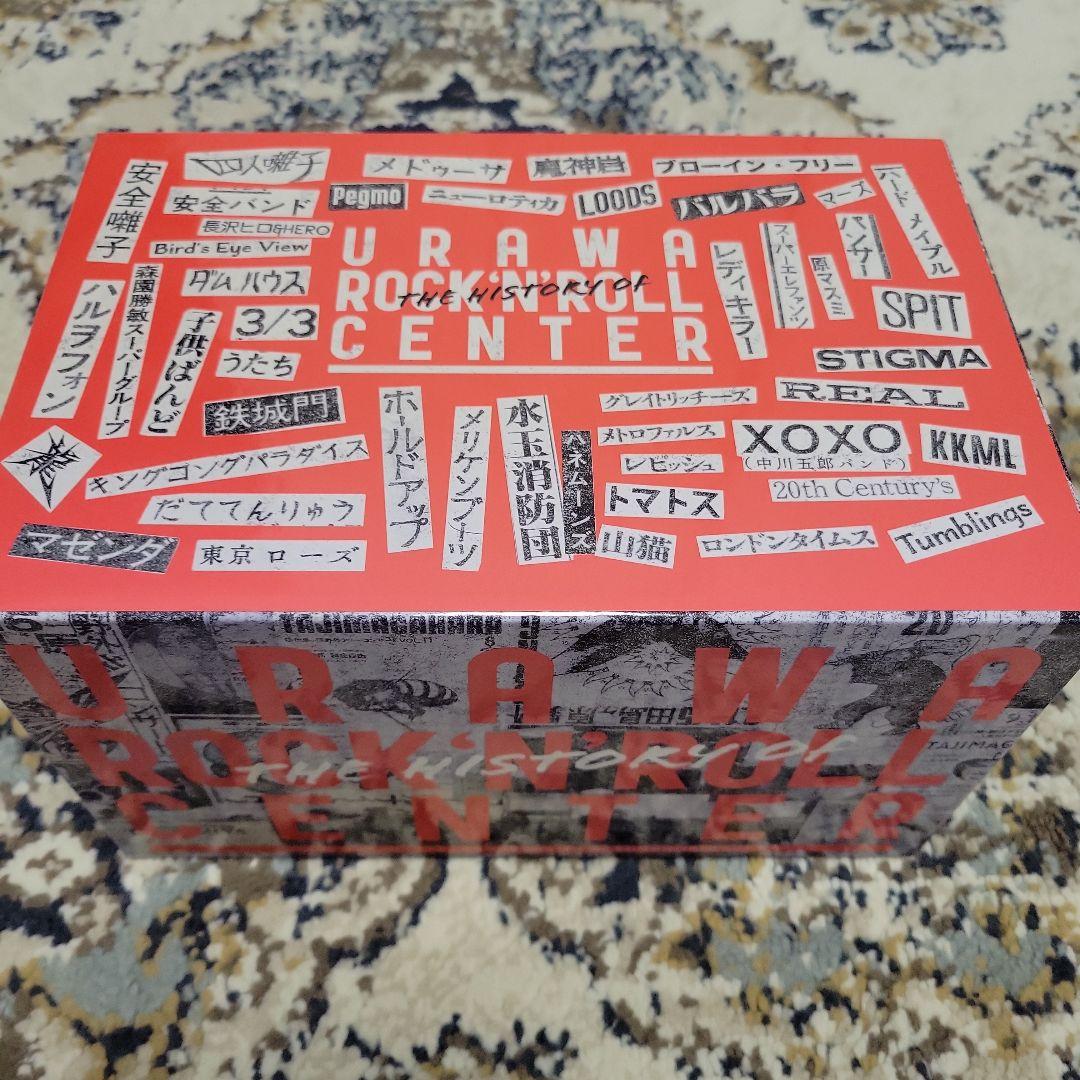 安全囃子
四人囃子
メドゥーサ
魔神岩
ブローイン・フリー
安全バンド
Pegmo
ニューロティカ
LOODS
バルバラ
マーズ
ハード メイプル
長沢ヒロ&HERO
Bird's Eye View
URAWA
ROCK'N'ROLL
THE HISTORY OF
CENTER
レディキラー
スーパーエレファンツ
原マスミ
パンサー
SPIT
ハルヲフォン
森園勝敏スーパーグループ
ダムハウス
子供ばんど
3/3
うたち
STIGMA
REAL
鉄城門
ホールドアップ
メリケンブーツ
水玉消防団
グレイトリッチーズ
メトロファルス
レピッシュ
トマトス
XOXO
(中川五郎バンド)
KKML
20th Century's
キングコングパラダイス
だててんりゅう
マゼンダ
東京ローズ
山猫
ロンドンタイムス
Tumblings
URAWA
ROCK'N'ROLL
THE HISTORY OF
CENTER